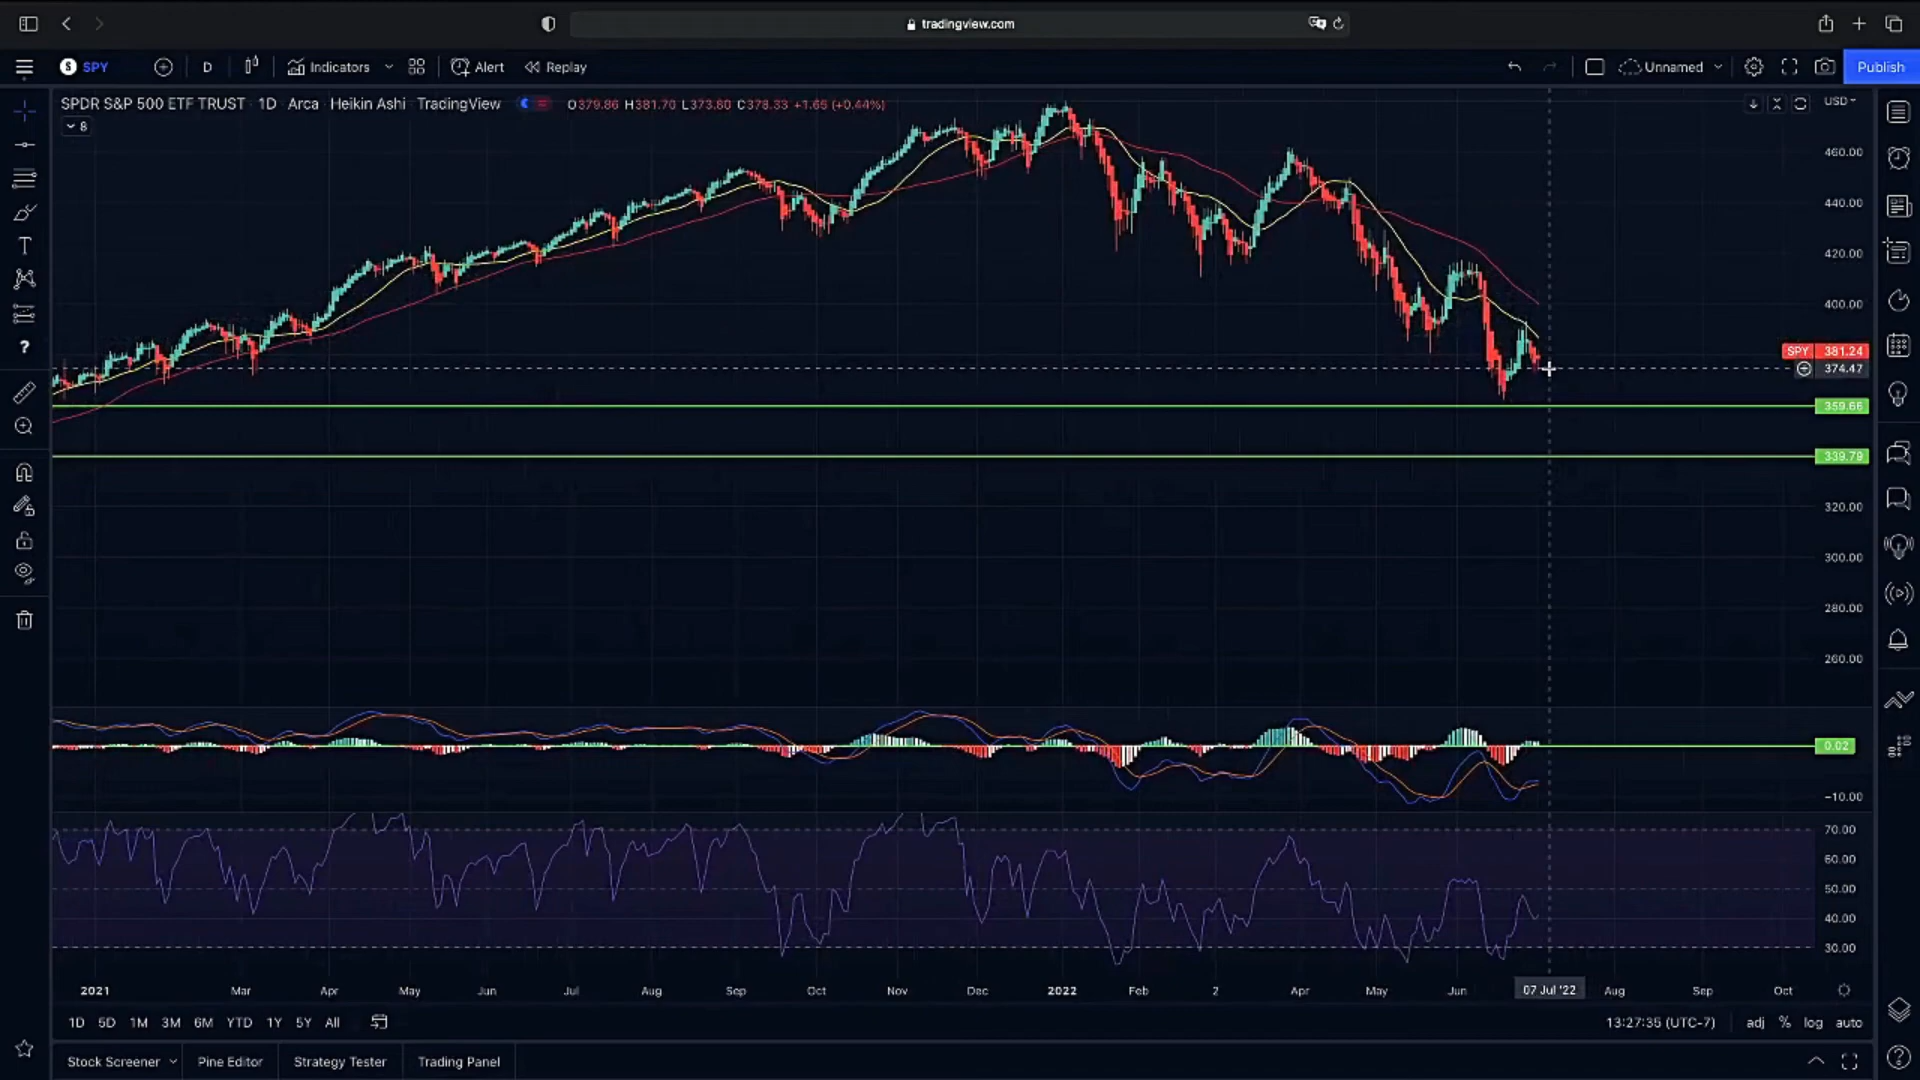 tradingview.com
SPY D Indicators Alert Replay Unnamed Publish
SPDR S&P 500 ETF TRUST · 1D · Arca · Heikin Ashi · TradingView O379.86 H381.70 L373.80 C378.33 +1.65 (+0.44%) USD
8
460.00
440.00
420.00
400.00
SPY 381.24
374.47
359.66
339.79
320.00
300.00
280.00
260.00
0.02
−10.00
70.00
60.00
50.00
40.00
30.00
2021 Mar Apr May Jun Jul Aug Sep Oct Nov Dec 2022 Feb 2 Apr May Jun 07 Jul '22 Aug Sep Oct
1D 5D 1M 3M 6M YTD 1Y 5Y All 13:27:35 (UTC-7) adj % log auto
Stock Screener Pine Editor Strategy Tester Trading Panel